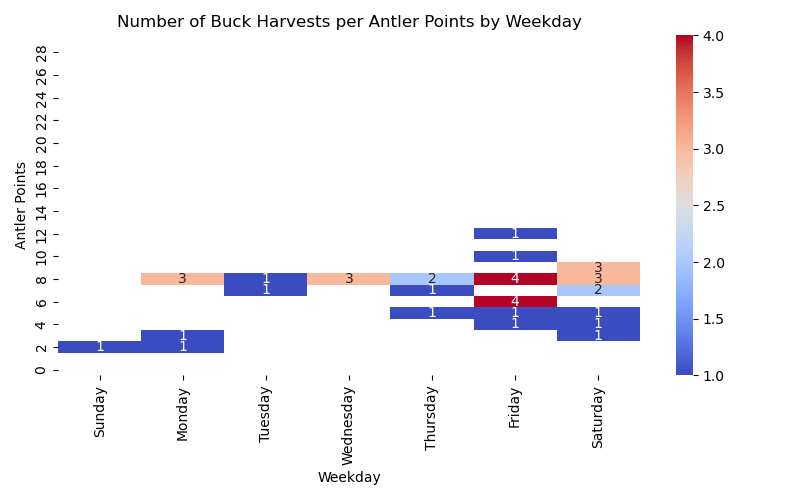 Number of Buck Harvests per Antler Points by Weekday
4.0
28
26
3.5
24
22
20
3.0
18
16
Antler Points
14
2.5
12 1
10 1
3
8 3 1 3 2 4 3
1 1 2
2.0
6 4
1 1 1
4 1 1
1 1
1.5
2 1 1
0
1.0
Sunday Monday Tuesday Wednesday Thursday Friday Saturday
Weekday